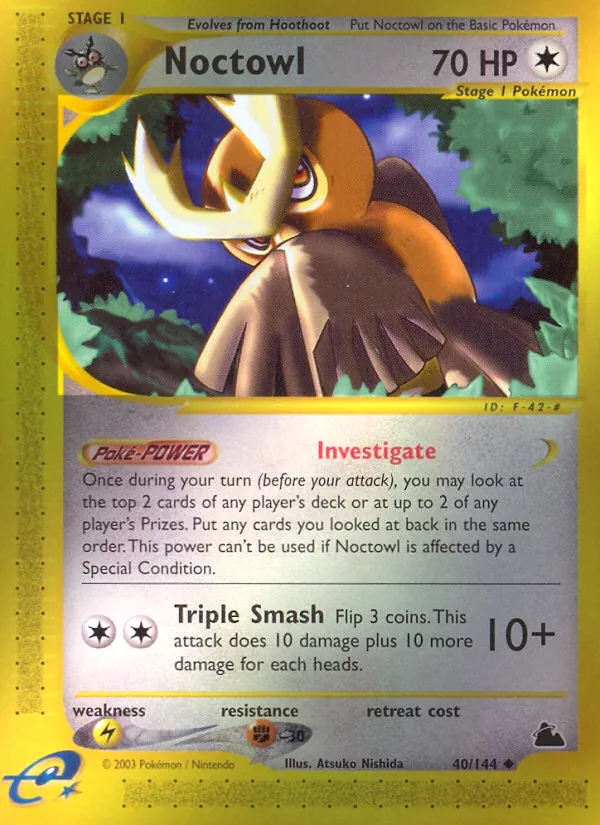 STAGE 1
Evolves from Hoothoot Put Noctowl on the Basic Pokémon
Noctowl 70 HP
Stage 1 Pokémon
ID: F-42-#
Poké-POWER Investigate
Once during your turn (before your attack), you may look at
the top 2 cards of any player's deck or at up to 2 of any
player's Prizes. Put any cards you looked at back in the same
order. This power can't be used if Noctowl is affected by a
Special Condition.
Triple Smash Flip 3 coins. This
attack does 10 damage plus 10 more
damage for each heads.
10+
weakness resistance retreat cost
-30
© 2003 Pokémon / Nintendo Illus. Atsuko Nishida 40/144
e